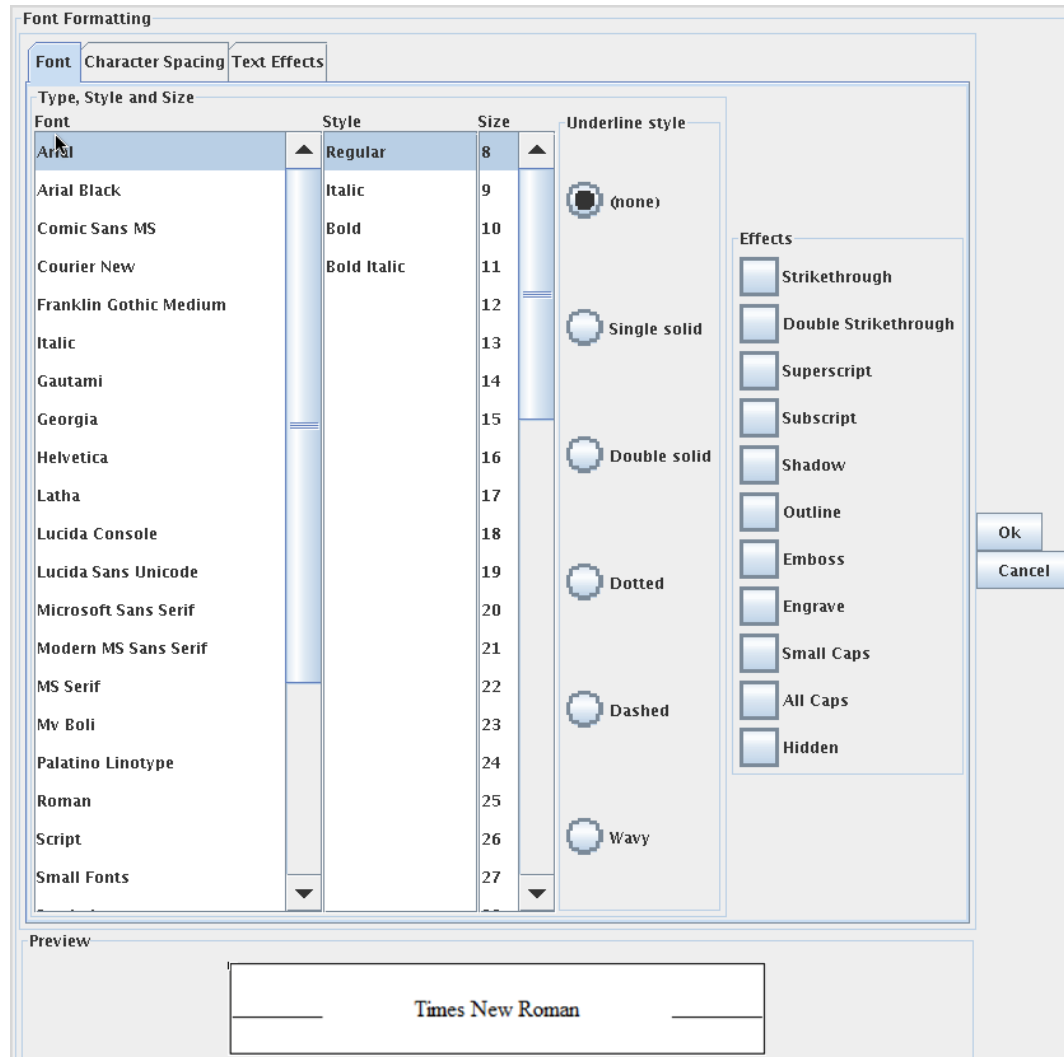 Font Formatting
Font Character Spacing Text Effects
Type, Style and Size
Font Style Size Underline style
Arial Regular 8
Arial Black Italic 9 (none)
Comic Sans MS Bold 10
Effects
Courier New Bold Italic 11 Strikethrough
Franklin Gothic Medium 12
Single solid Double Strikethrough
Italic 13
Gautami 14 Superscript
Georgia 15 Subscript
Helvetica 16 Double solid Shadow
Latha 17
Outline
Lucida Console 18 Ok
Lucida Sans Unicode 19 Emboss Cancel
Dotted
Microsoft Sans Serif 20 Engrave
Modern MS Sans Serif 21 Small Caps
MS Serif 22 All Caps
Dashed
Mv Boli 23
Hidden
Palatino Linotype 24
Roman 25
Script 26 Wavy
Small Fonts 27
Preview
Times New Roman